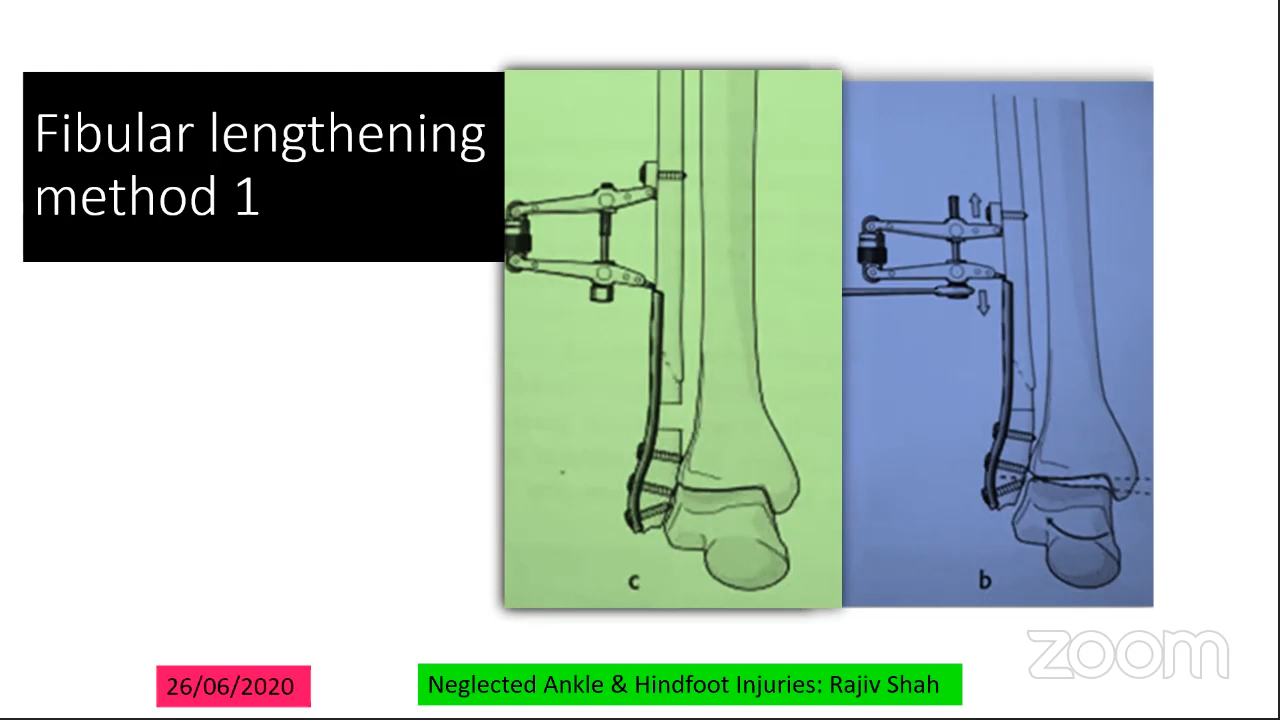 Fibular lengthening
method 1
c
b
zoom
26/06/2020
Neglected Ankle & Hindfoot Injuries: Rajiv Shah